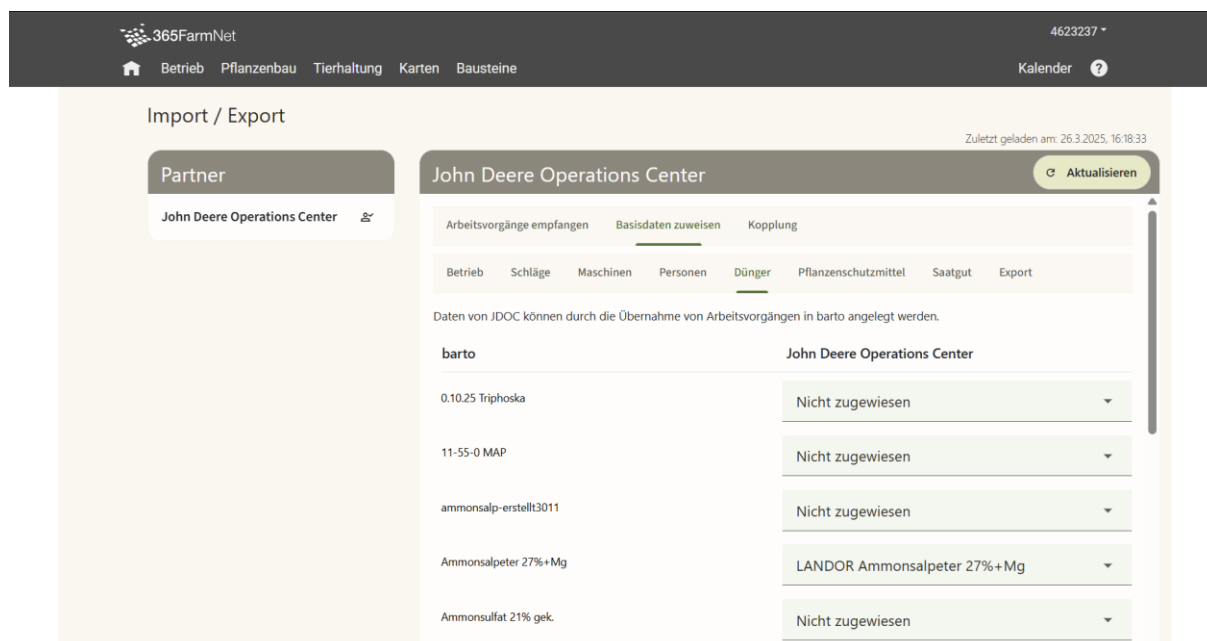 365FarmNet
4623237
Betrieb Pflanzenbau Tierhaltung Karten Bausteine Kalender ?
Import / Export
Zuletzt geladen am: 26.3.2025, 16:18:33
Partner
John Deere Operations Center
John Deere Operations Center
Aktualisieren
Arbeitsvorgänge empfangen Basisdaten zuweisen Kopplung
Betrieb Schläge Maschinen Personen Dünger Pflanzenschutzmittel Saatgut Export
Daten von JDOC können durch die Übernahme von Arbeitsvorgängen in barto angelegt werden.
barto John Deere Operations Center
0.10.25 Triphoska Nicht zugewiesen
11-55-0 MAP Nicht zugewiesen
ammonsalp-erstellt3011 Nicht zugewiesen
Ammonsalpeter 27%+Mg LANDOR Ammonsalpeter 27%+Mg
Ammonsulfat 21% gek. Nicht zugewiesen